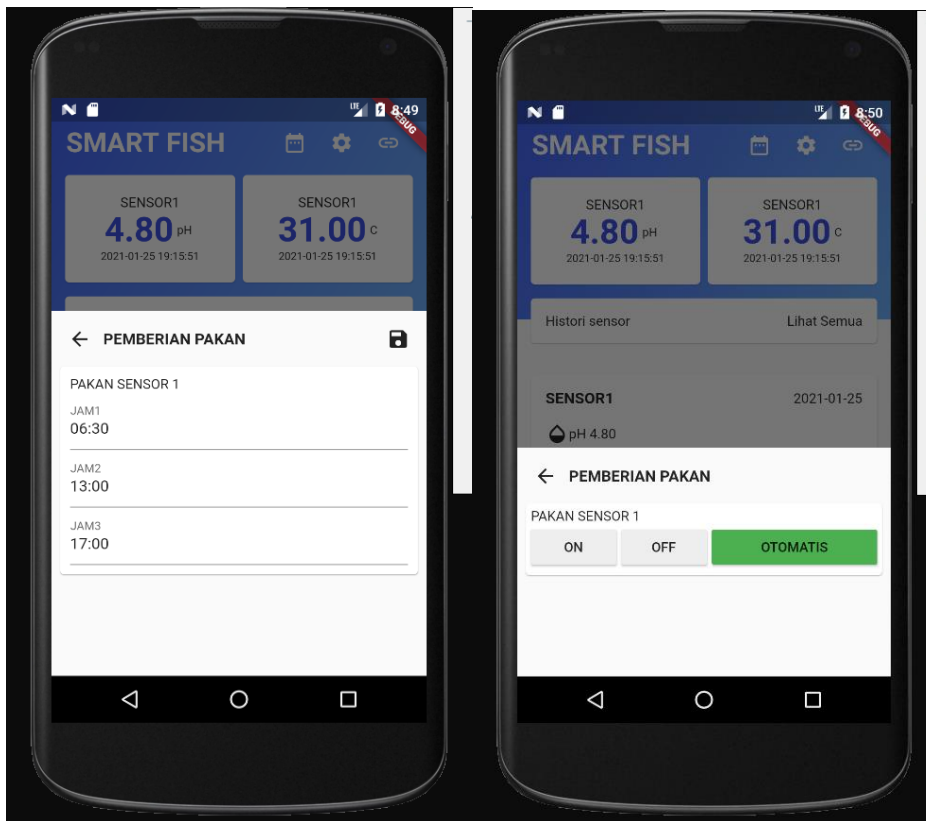 LTE 8:49
DEBUG
SMART FISH
SENSOR1 SENSOR1
4.80 pH 31.00 C
2021-01-25 19:15:51 2021-01-25 19:15:51
PEMBERIAN PAKAN
PAKAN SENSOR 1
JAM1
06:30
JAM2
13:00
JAM3
17:00
LTE 8:50
DEBUG
SMART FISH
SENSOR1 SENSOR1
4.80 pH 31.00 C
2021-01-25 19:15:51 2021-01-25 19:15:51
Histori sensor Lihat Semua
SENSOR1 2021-01-25
pH 4.80
PEMBERIAN PAKAN
PAKAN SENSOR 1
ON OFF OTOMATIS